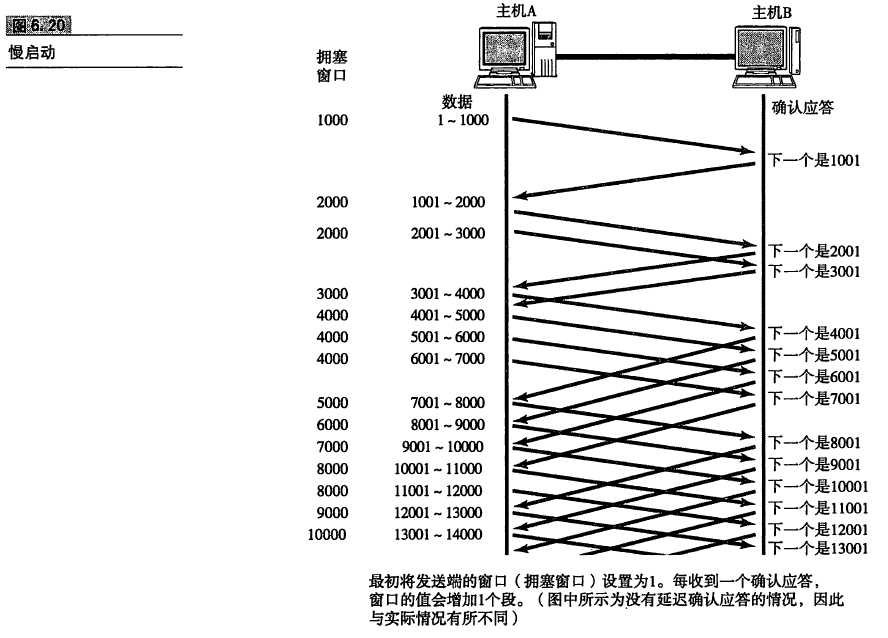 图6.20
慢启动
主机A
主机B
拥塞
窗口
数据
确认应答
1000 1~1000
下一个是1001
2000 1001~2000
2000 2001~3000
下一个是2001
下一个是3001
3000 3001~4000
4000 4001~5000
4000 5001~6000
4000 6001~7000
下一个是4001
下一个是5001
下一个是6001
下一个是7001
5000 7001~8000
6000 8001~9000
7000 9001~10000
8000 10001~11000
8000 11001~12000
9000 12001~13000
10000 13001~14000
下一个是8001
下一个是9001
下一个是10001
下一个是11001
下一个是12001
下一个是13001
最初将发送端的窗口（拥塞窗口）设置为1。每收到一个确认应答，
窗口的值会增加1个段。（图中所示为没有延迟确认应答的情况，因此
与实际情况有所不同）